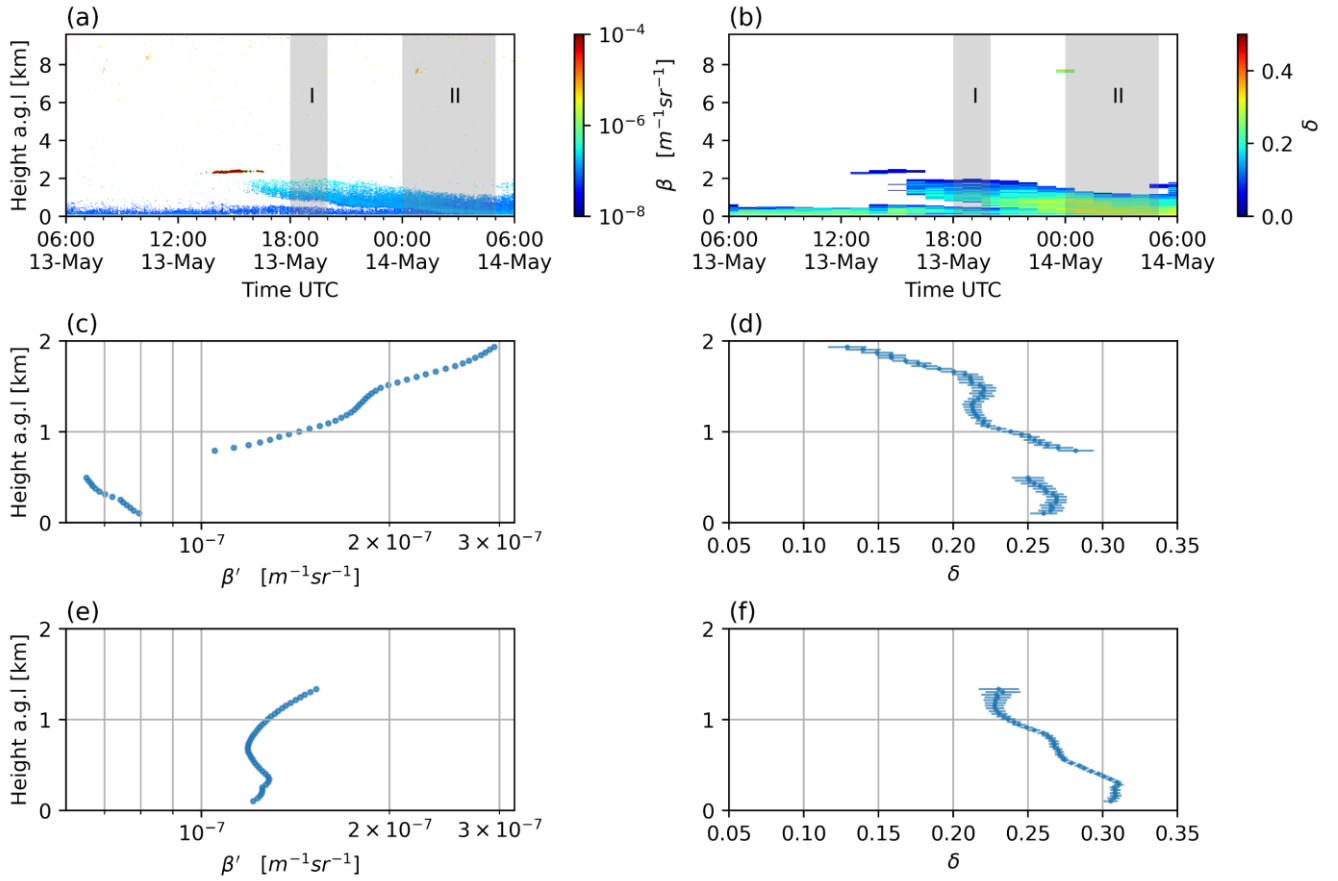 (a)
Height a.g.l [km]
8
6
4
2
0
I
II
06:00
13-May
12:00
13-May
18:00
13-May
00:00
14-May
06:00
14-May
Time UTC
10⁻⁴
10⁻⁶
10⁻⁸
β [m⁻¹sr⁻¹]
(b)
8
6
4
2
0
I
II
06:00
13-May
12:00
13-May
18:00
13-May
00:00
14-May
06:00
14-May
Time UTC
0.4
0.2
0.0
δ
(c)
Height a.g.l [km]
2
1
0
10⁻⁷
2 × 10⁻⁷
3 × 10⁻⁷
β′ [m⁻¹sr⁻¹]
(d)
2
1
0
0.05
0.10
0.15
0.20
0.25
0.30
0.35
δ
(e)
Height a.g.l [km]
2
1
0
10⁻⁷
2 × 10⁻⁷
3 × 10⁻⁷
β′ [m⁻¹sr⁻¹]
(f)
2
1
0
0.05
0.10
0.15
0.20
0.25
0.30
0.35
δ